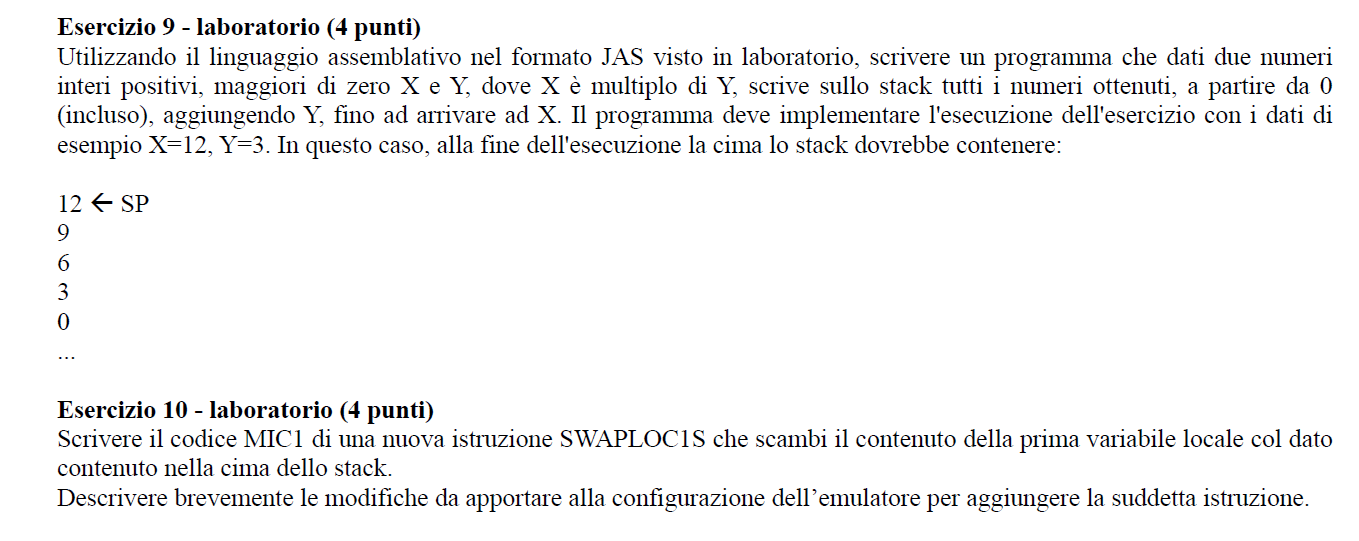 Esercizio 9 - laboratorio (4 punti)
Utilizzando il linguaggio assemblativo nel formato JAS visto in laboratorio, scrivere un programma che dati due numeri
interi positivi, maggiori di zero X e Y, dove X è multiplo di Y, scrive sullo stack tutti i numeri ottenuti, a partire da 0
(incluso), aggiungendo Y, fino ad arrivare ad X. Il programma deve implementare l'esecuzione dell'esercizio con i dati di
esempio X=12, Y=3. In questo caso, alla fine dell'esecuzione la cima lo stack dovrebbe contenere:
12 ← SP
9
6
3
0
...
Esercizio 10 - laboratorio (4 punti)
Scrivere il codice MIC1 di una nuova istruzione SWAPLOC1S che scambi il contenuto della prima variabile locale col dato
contenuto nella cima dello stack.
Descrivere brevemente le modifiche da apportare alla configurazione dell’emulatore per aggiungere la suddetta istruzione.